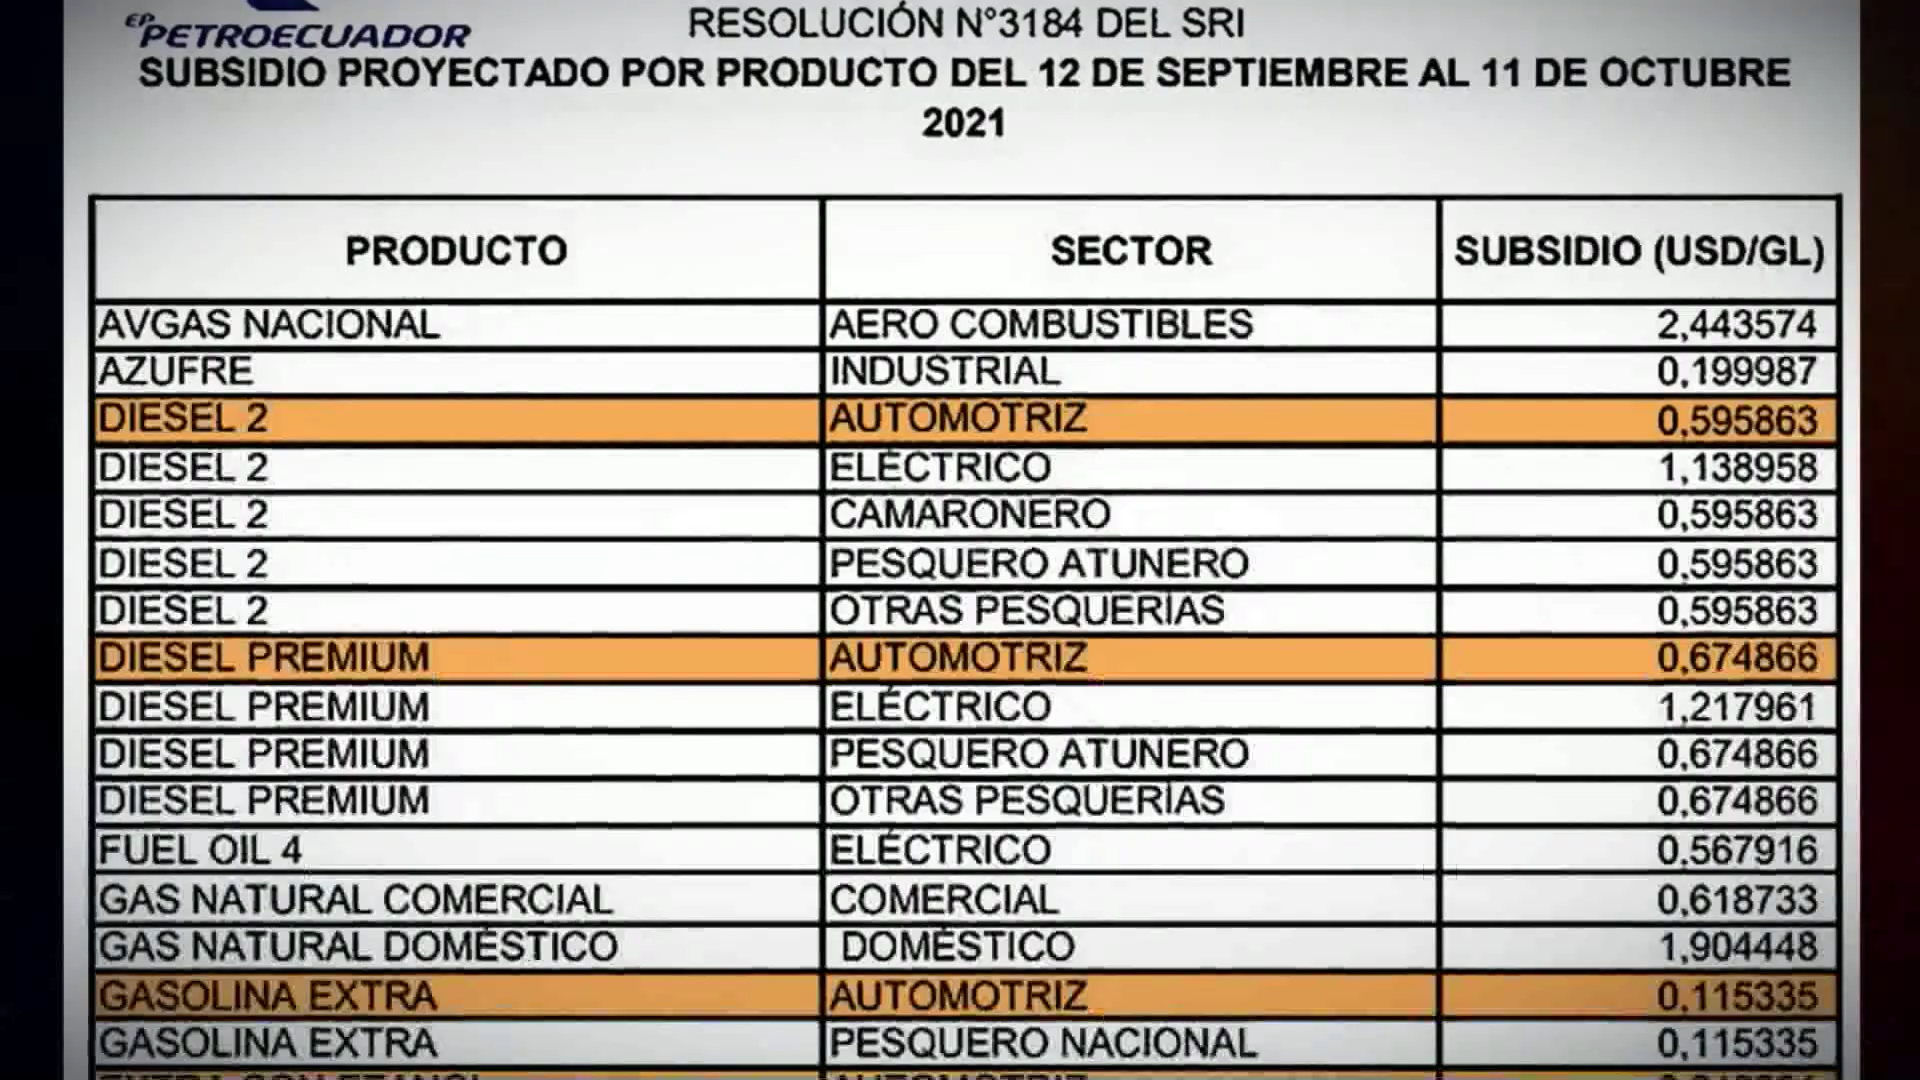 EP PETROECUADOR
RESOLUCIÓN N°3184 DEL SRI
SUBSIDIO PROYECTADO POR PRODUCTO DEL 12 DE SEPTIEMBRE AL 11 DE OCTUBRE
2021
PRODUCTO SECTOR SUBSIDIO (USD/GL)
AVGAS NACIONAL AERO COMBUSTIBLES 2,443574
AZUFRE INDUSTRIAL 0,199987
DIESEL 2 AUTOMOTRIZ 0,595863
DIESEL 2 ELÉCTRICO 1,138958
DIESEL 2 CAMARONERO 0,595863
DIESEL 2 PESQUERO ATUNERO 0,595863
DIESEL 2 OTRAS PESQUERÍAS 0,595863
DIESEL PREMIUM AUTOMOTRIZ 0,674866
DIESEL PREMIUM ELÉCTRICO 1,217961
DIESEL PREMIUM PESQUERO ATUNERO 0,674866
DIESEL PREMIUM OTRAS PESQUERÍAS 0,674866
FUEL OIL 4 ELÉCTRICO 0,567916
GAS NATURAL COMERCIAL COMERCIAL 0,618733
GAS NATURAL DOMÉSTICO DOMÉSTICO 1,904448
GASOLINA EXTRA AUTOMOTRIZ 0,115335
GASOLINA EXTRA PESQUERO NACIONAL 0,115335